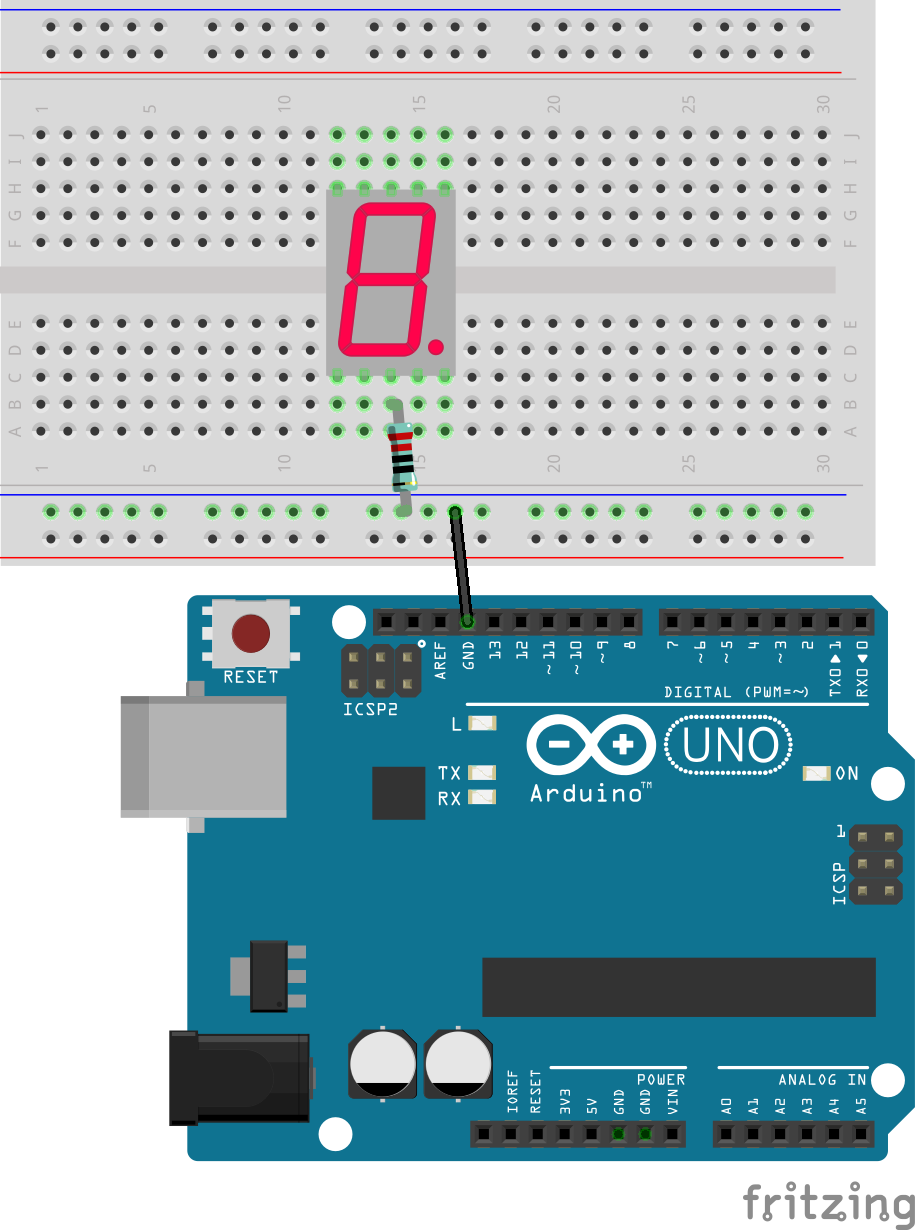 1 5 10 15 20 25 30
J J
I I
H H
G G
F F
E E
D D
C C
B B
A A
1 5 10 15 20 25 30
RESET
ICSP2
AREF GND 13 12 ~11 ~10 ~9 8 7 ~6 ~5 4 ~3 2 TX0▶1 RX0◀0
DIGITAL (PWM=~)
L
TX
RX
UNO
Arduino™
ON
1
ICSP
IOREF RESET 3V3 5V GND GND VIN
POWER
A0 A1 A2 A3 A4 A5
ANALOG IN
fritzing